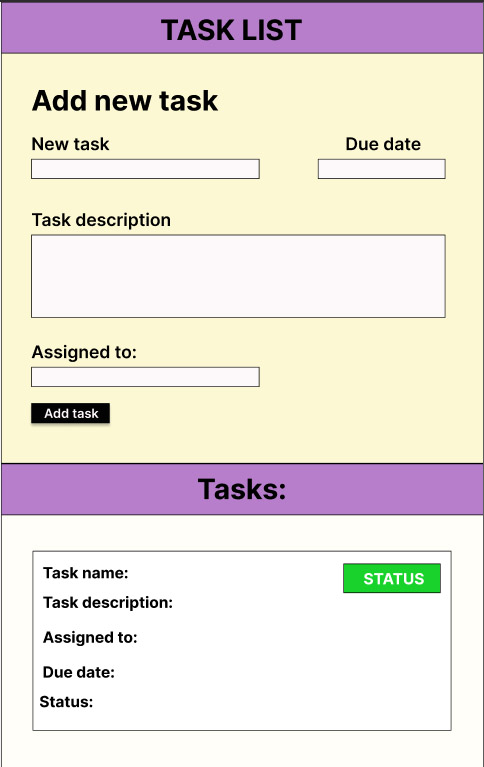 TASK LIST
Add new task
New task
Due date
Task description
Assigned to:
Add task
Tasks:
Task name:
STATUS
Task description:
Assigned to:
Due date:
Status: